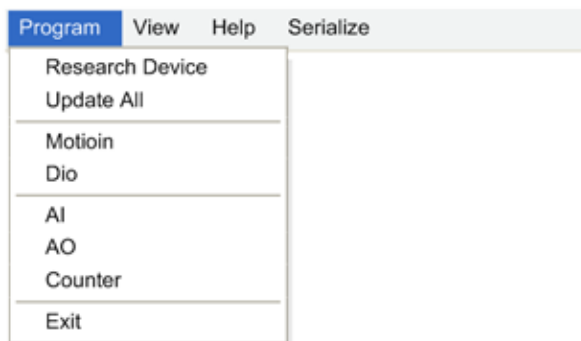 Program View Help Serialize
Research Device
Update All
Motioin
Dio
AI
AO
Counter
Exit